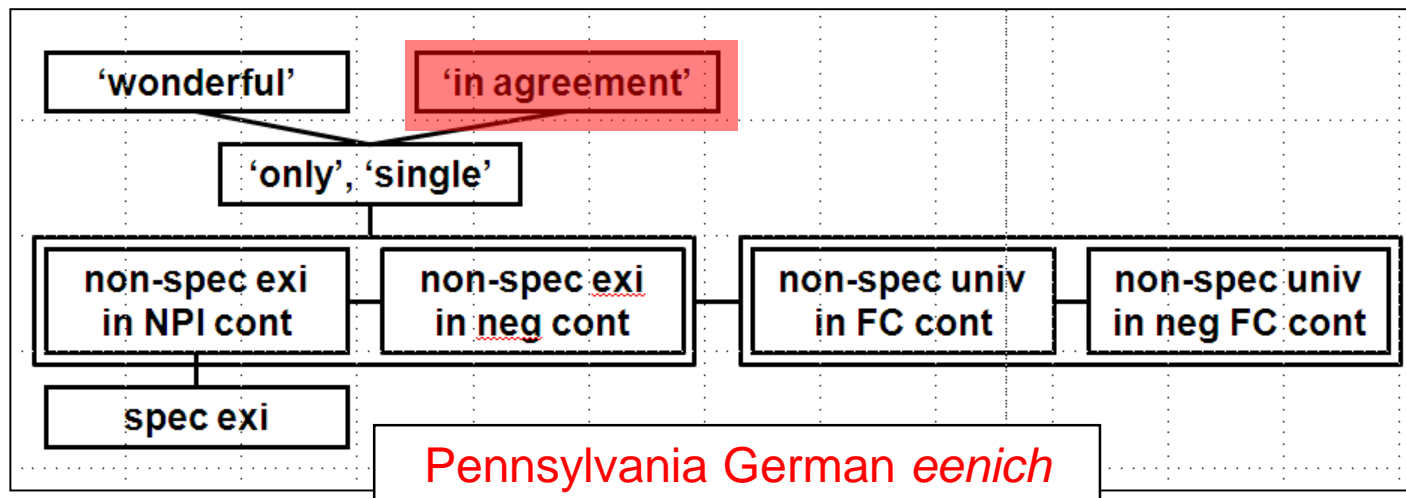 ‘wonderful’
‘in agreement’
‘only’, ‘single’
non-spec exi
in NPI cont
non-spec exi
in neg cont
non-spec univ
in FC cont
non-spec univ
in neg FC cont
spec exi
Pennsylvania German eenich